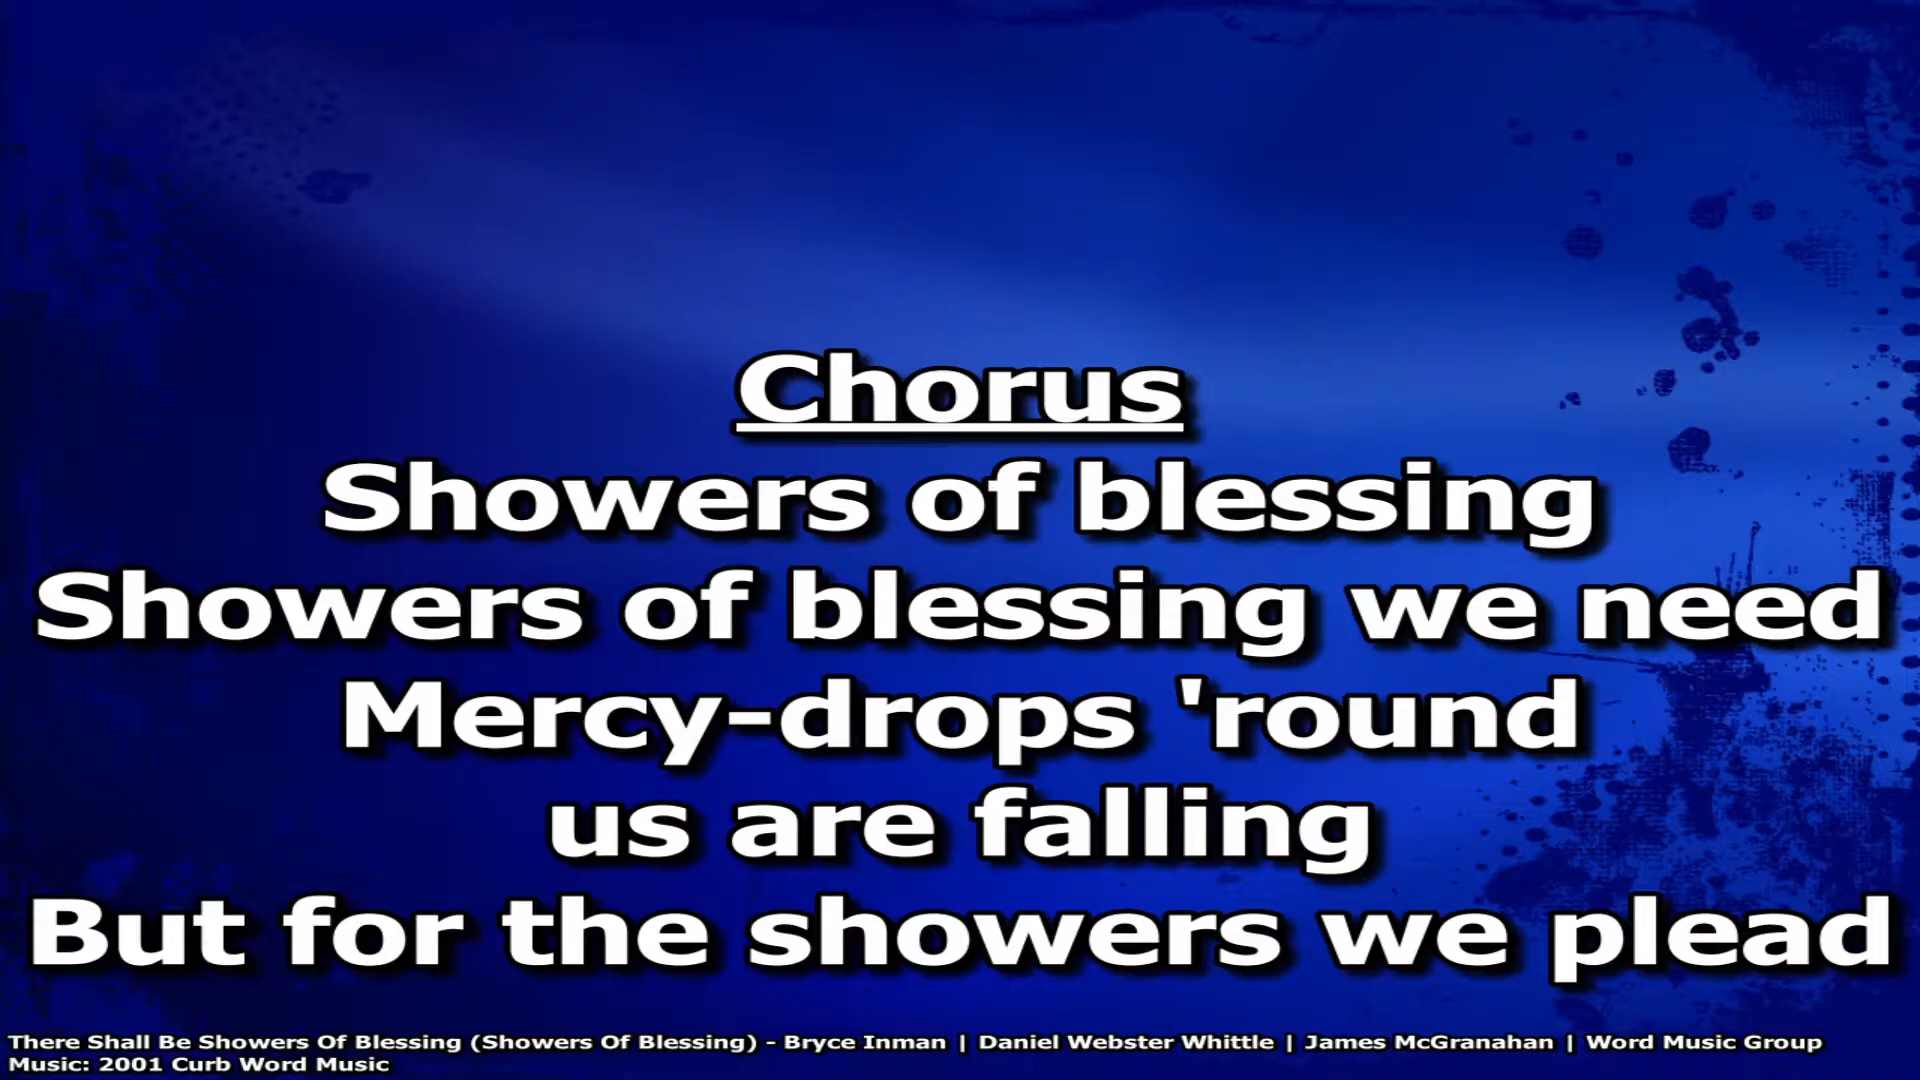 Chorus
Showers of blessing
Showers of blessing we need
Mercy-drops 'round
us are falling
But for the showers we plead
There Shall Be Showers Of Blessing (Showers Of Blessing) - Bryce Inman | Daniel Webster Whittle | James McGranahan | Word Music Group
Music: 2001 Curb Word Music